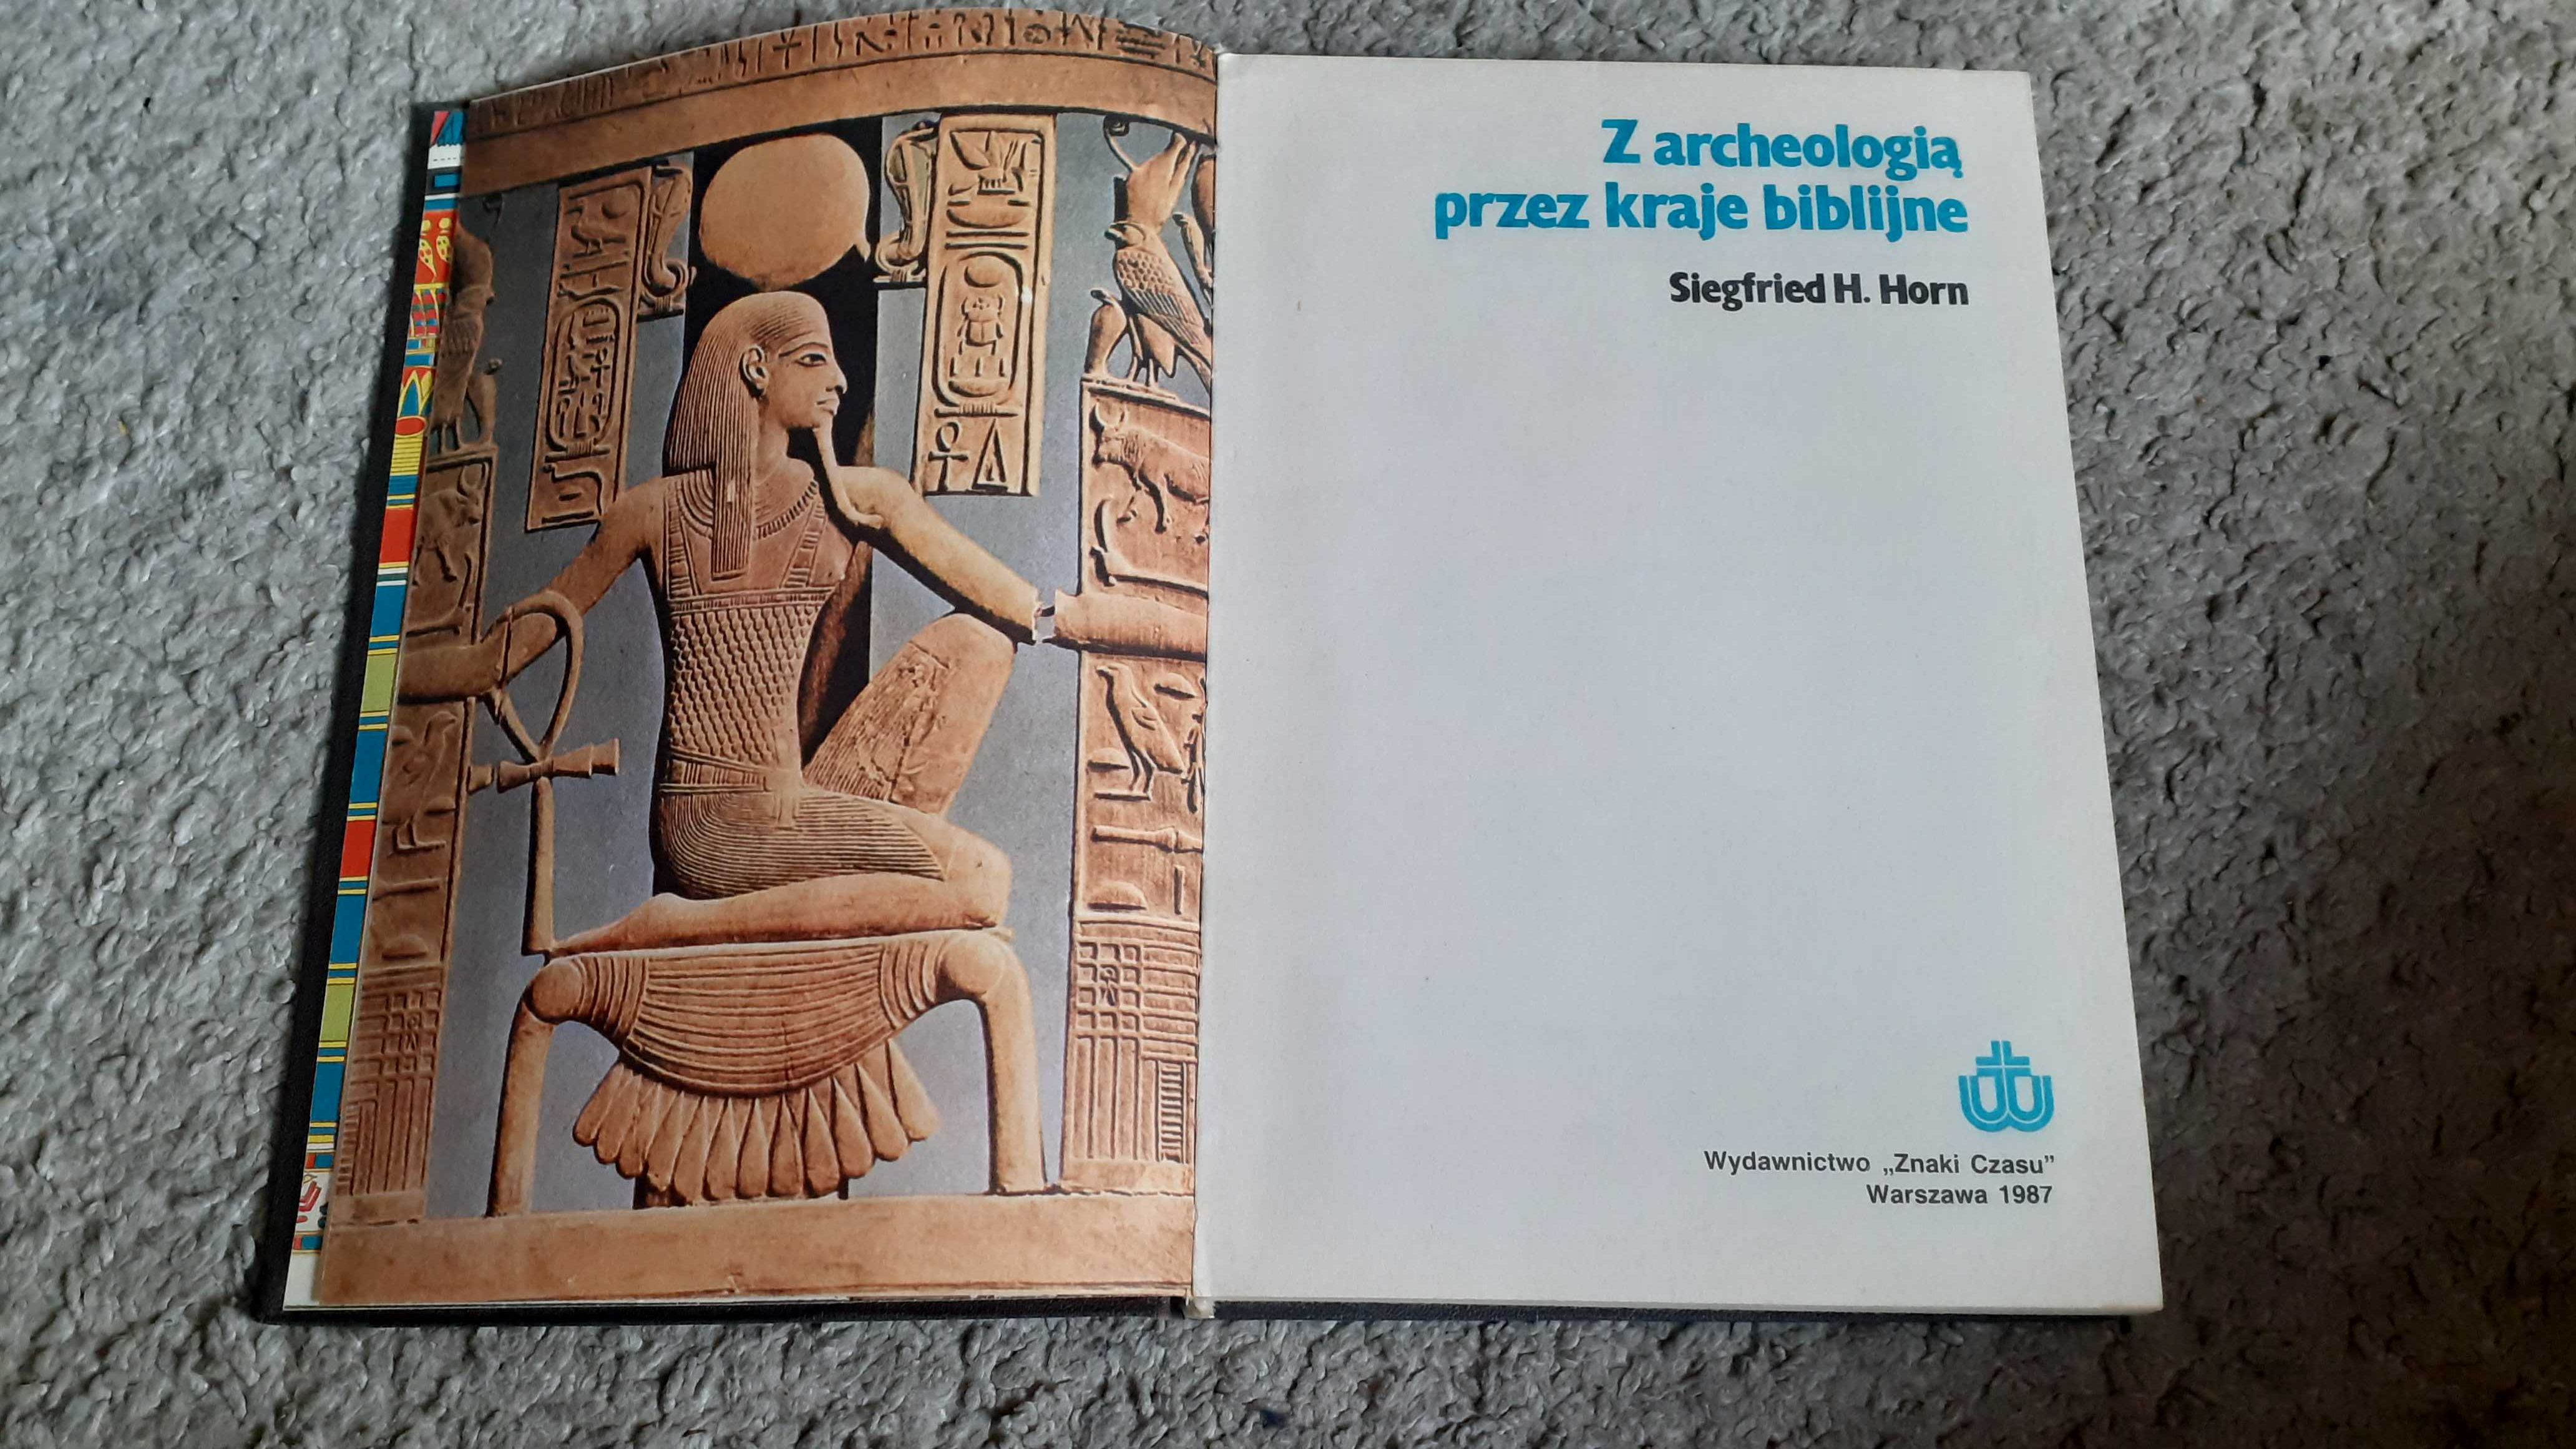 Z archeologią
przez kraje biblijne
Siegfried H. Horn
Wydawnictwo „Znaki Czasu”
Warszawa 1987